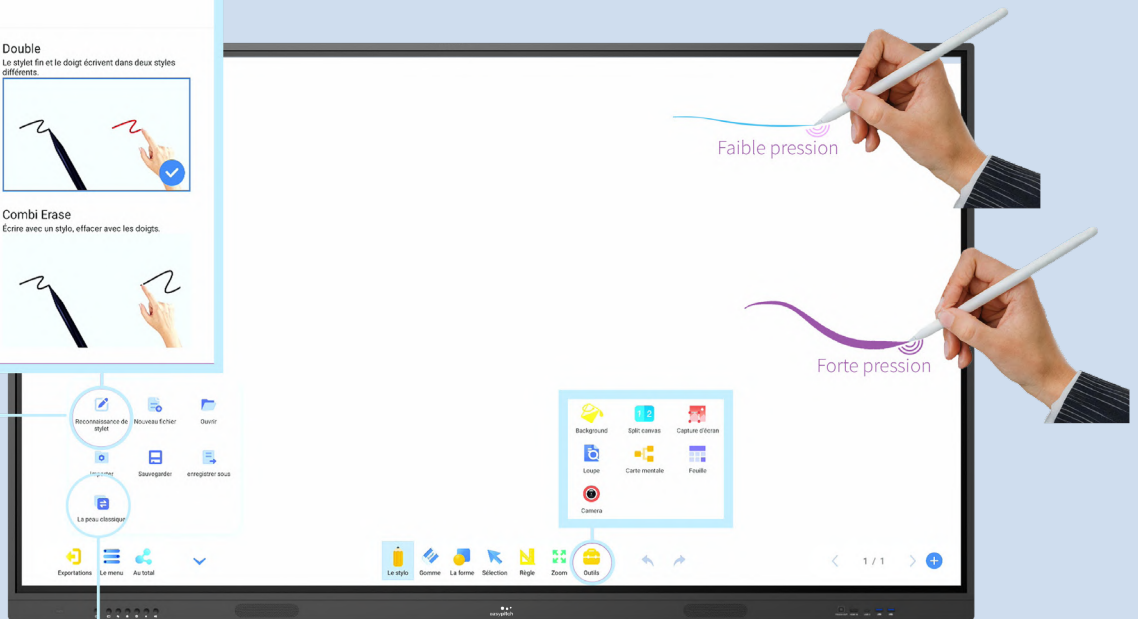 Double
Le stylet fin et le doigt écrivent dans deux styles
différents.
Combi Erase
Écrire avec un stylo, effacer avec les doigts.
Faible pression
Forte pression
Reconnaissance de
stylet
Nouveau fichier
Ouvrir
Importer
Sauvegarder
enregistrer sous
La peau classique
Background
Split canvas
Capture d'écran
Loupe
Carte mentale
Feuille
Camera
Exportations
Le menu
Au total
Le stylo
Gomme
La forme
Sélection
Règle
Zoom
Outils
1 / 1
easypitch